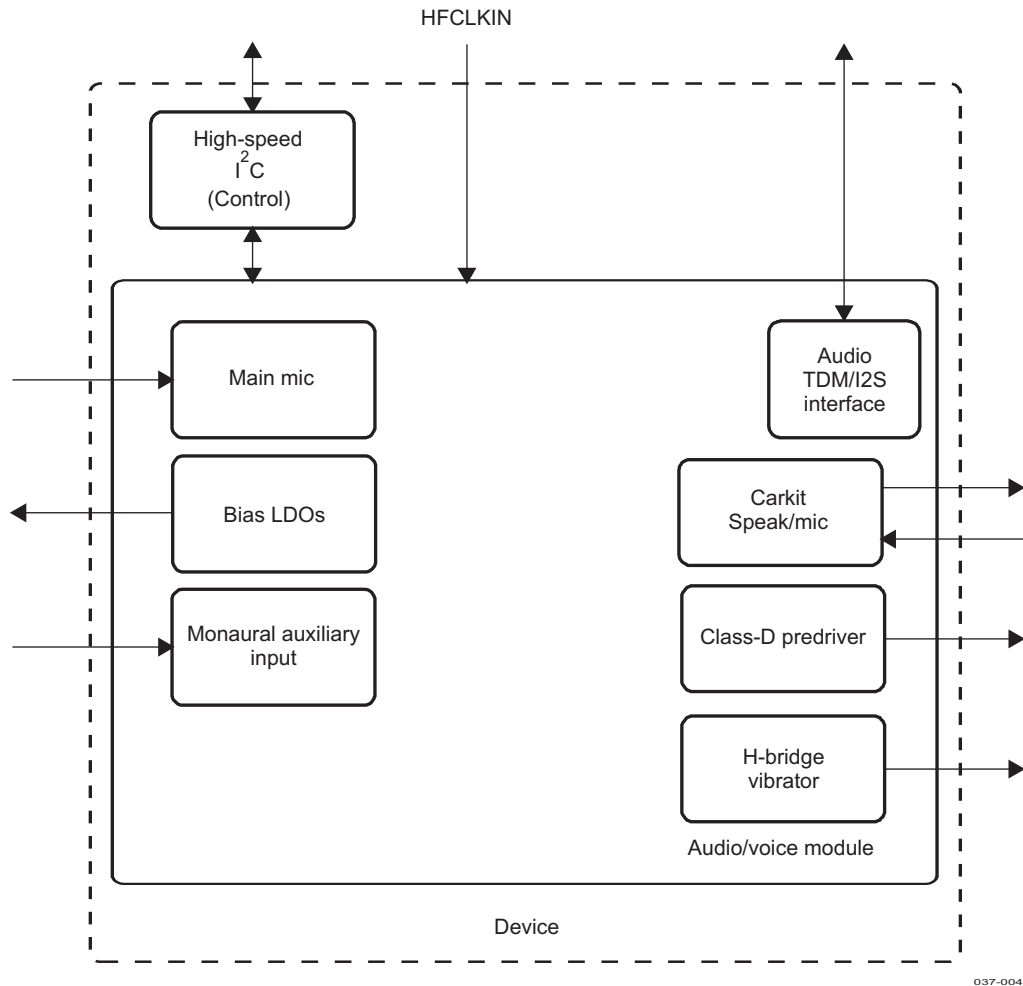 HFCLKIN
High-speed
I²C
(Control)
Main mic
Audio
TDM/I2S
interface
Bias LDOs
Carkit
Speak/mic
Monaural auxiliary
input
Class-D predriver
H-bridge
vibrator
Audio/voice module
Device
037-004